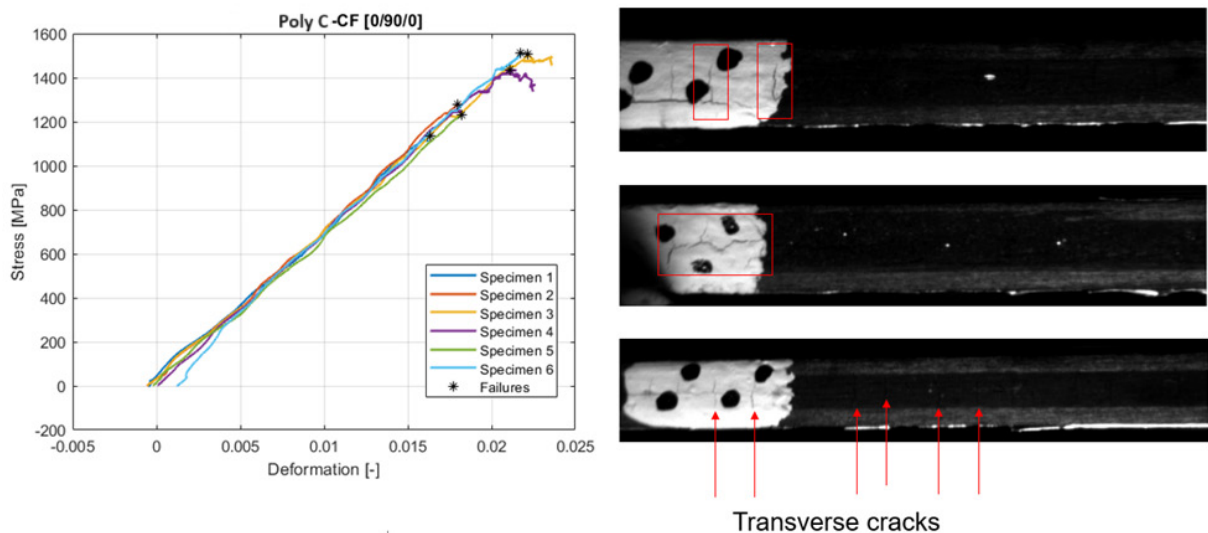 Poly C -CF [0/90/0]
1600
1400
1200
1000
800
600
400
200
0
-200
Stress [MPa]
-0.005
0
0.005
0.010
0.015
0.020
0.025
Deformation [-]
Specimen 1
Specimen 2
Specimen 3
Specimen 4
Specimen 5
Specimen 6
Failures
Transverse cracks